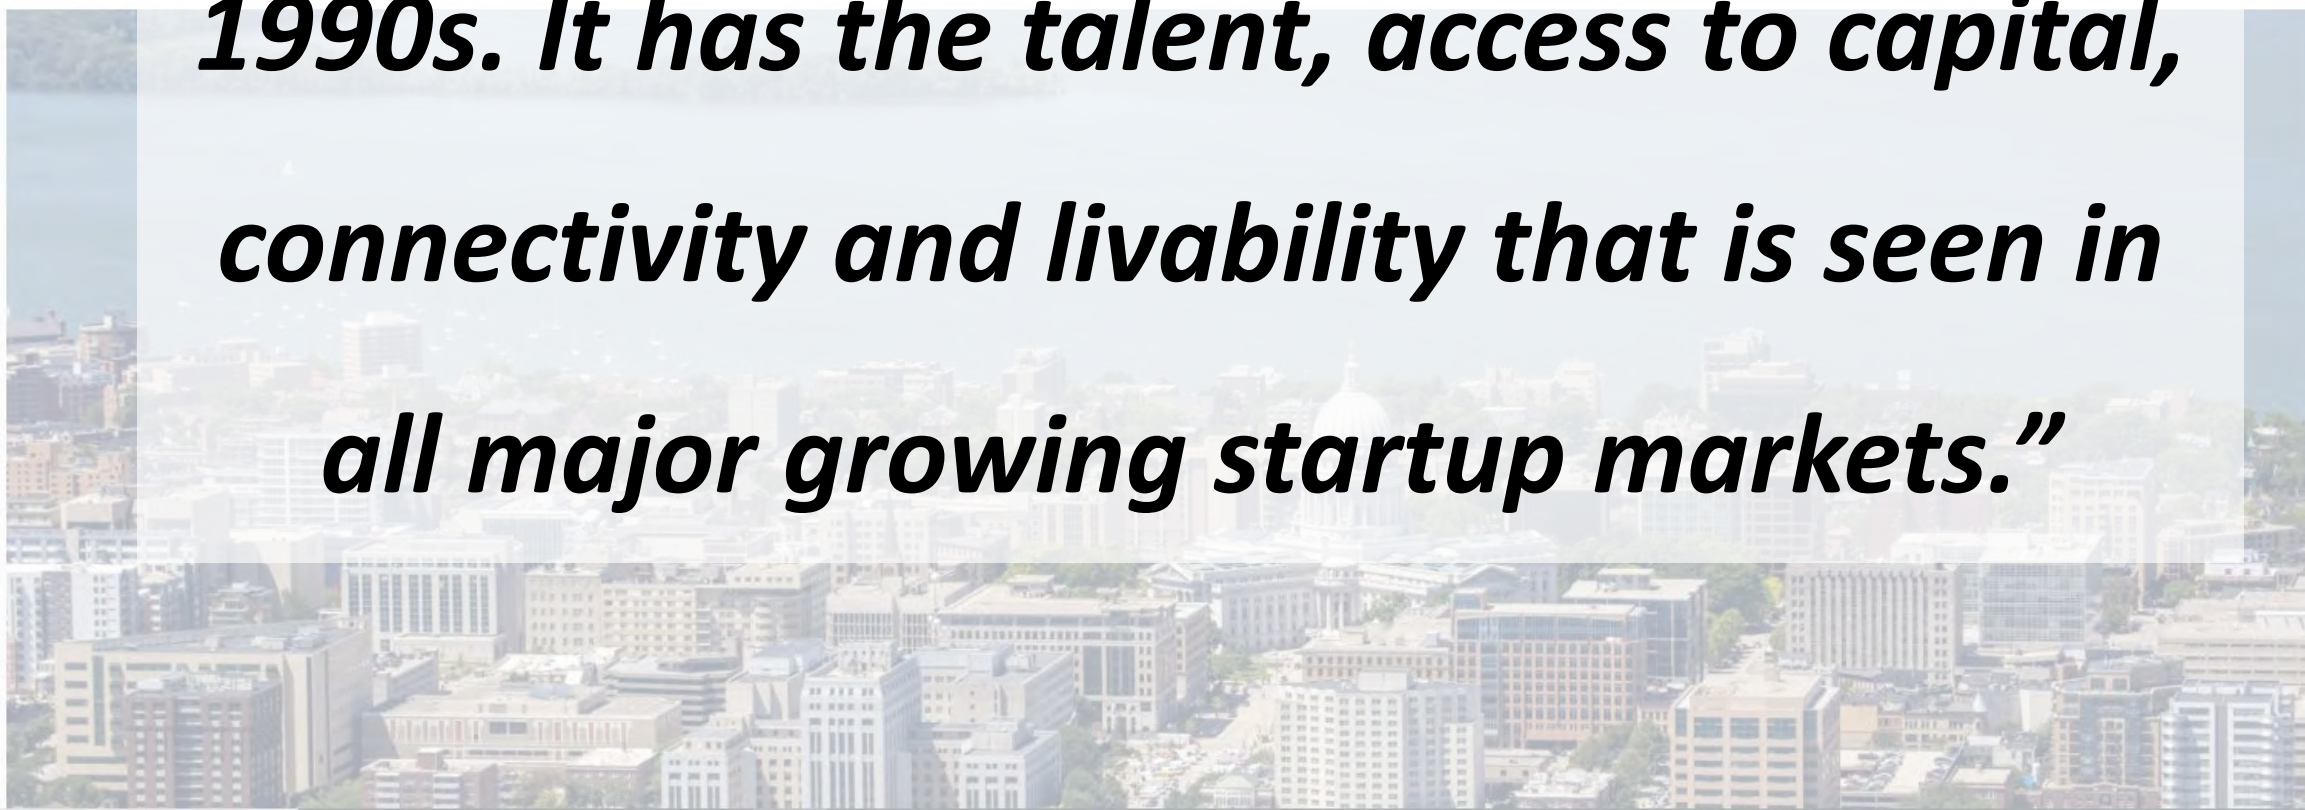 1990s. It has the talent, access to capital,
connectivity and livability that is seen in
all major growing startup markets.”